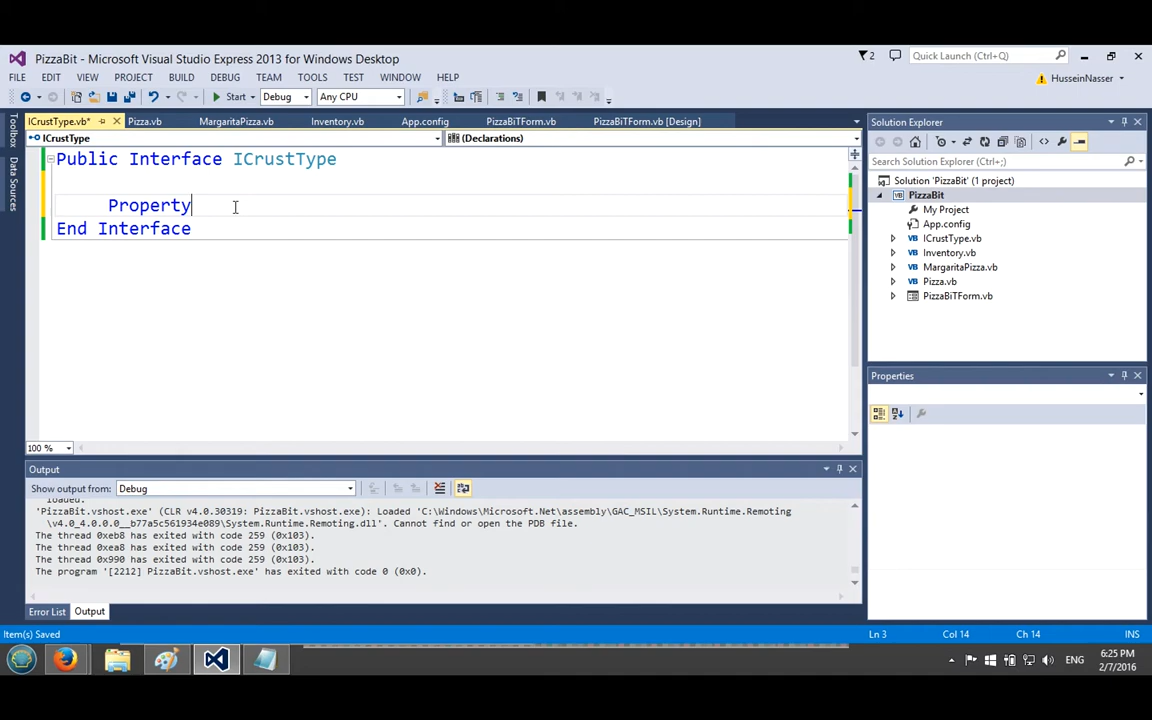 PizzaBit - Microsoft Visual Studio Express 2013 for Windows Desktop
2
Quick Launch (Ctrl+Q)
FILE EDIT VIEW PROJECT BUILD DEBUG TEAM TOOLS TEST WINDOW HELP
HusseinNasser
Start Debug Any CPU
Toolbox
Data Sources
ICrustType.vb* Pizza.vb MargaritaPizza.vb Inventory.vb App.config PizzaBiTForm.vb PizzaBiTForm.vb [Design]
ICrustType (Declarations)
Public Interface ICrustType
Property
End Interface
100 %
Solution Explorer
Search Solution Explorer (Ctrl+;)
Solution 'PizzaBit' (1 project)
PizzaBit
My Project
App.config
ICrustType.vb
Inventory.vb
MargaritaPizza.vb
Pizza.vb
PizzaBiTForm.vb
Properties
Output
Show output from: Debug
loaded.
'PizzaBit.vshost.exe' (CLR v4.0.30319: PizzaBit.vshost.exe): Loaded 'C:\Windows\Microsoft.Net\assembly\GAC_MSIL\System.Runtime.Remoting
\v4.0_4.0.0.0__b77a5c561934e089\System.Runtime.Remoting.dll'. Cannot find or open the PDB file.
The thread 0xeb8 has exited with code 259 (0x103).
The thread 0xea8 has exited with code 259 (0x103).
The thread 0x990 has exited with code 259 (0x103).
The program '[2212] PizzaBit.vshost.exe' has exited with code 0 (0x0).
Error List Output
Item(s) Saved Ln 3 Col 14 Ch 14 INS
ENG
6:25 PM
2/7/2016